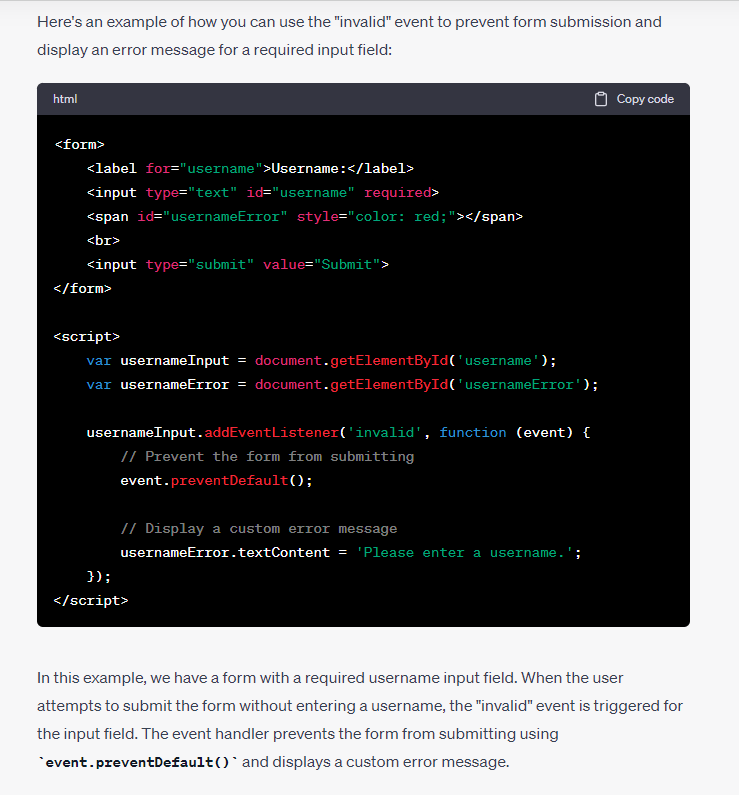 Here's an example of how you can use the "invalid" event to prevent form submission and
display an error message for a required input field:
html
Copy code
<form>
    <label for="username">Username:</label>
    <input type="text" id="username" required>
    <span id="usernameError" style="color: red;"></span>
    <br>
    <input type="submit" value="Submit">
</form>
<script>
    var usernameInput = document.getElementById('username');
    var usernameError = document.getElementById('usernameError');
    usernameInput.addEventListener('invalid', function (event) {
        // Prevent the form from submitting
        event.preventDefault();
        // Display a custom error message
        usernameError.textContent = 'Please enter a username.';
    });
</script>
In this example, we have a form with a required username input field. When the user
attempts to submit the form without entering a username, the "invalid" event is triggered for
the input field. The event handler prevents the form from submitting using
`event.preventDefault()` and displays a custom error message.